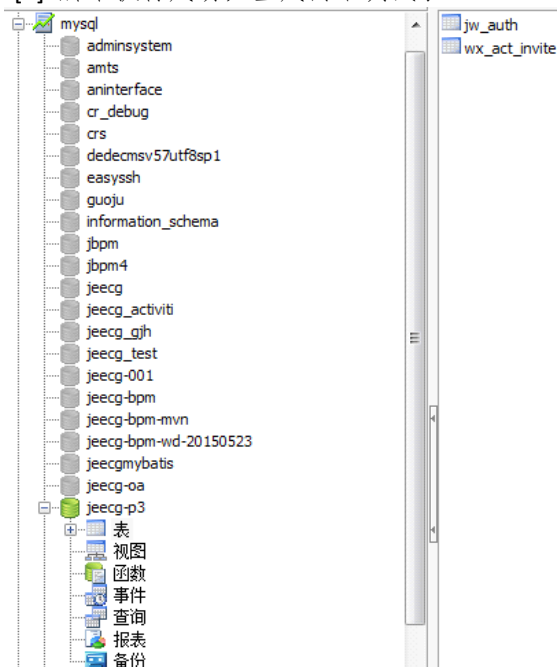 mysql
adminsystem
amts
aninterface
cr_debug
crs
dedecmsv57utf8sp1
easyssh
guoju
information_schema
jbpm
jbpm4
jeecg
jeecg_activiti
jeecg_gjh
jeecg_test
jeecg-001
jeecg-bpm
jeecg-bpm-mvn
jeecg-bpm-wd-20150523
jeecgmybatis
jeecg-oa
jeecg-p3
表
视图
函数
事件
查询
报表
备份
jw_auth
wx_act_invite